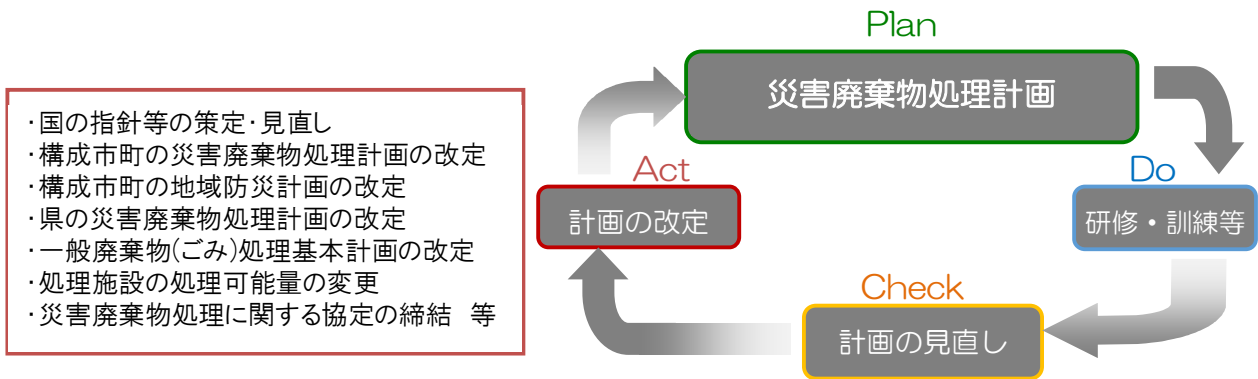 ・国の指針等の策定・見直し
・構成市町の災害廃棄物処理計画の改定
・構成市町の地域防災計画の改定
・県の災害廃棄物処理計画の改定
・一般廃棄物(ごみ)処理基本計画の改定
・処理施設の処理可能量の変更
・災害廃棄物処理に関する協定の締結　等
Plan
災害廃棄物処理計画
Do
研修・訓練等
Check
計画の見直し
Act
計画の改定